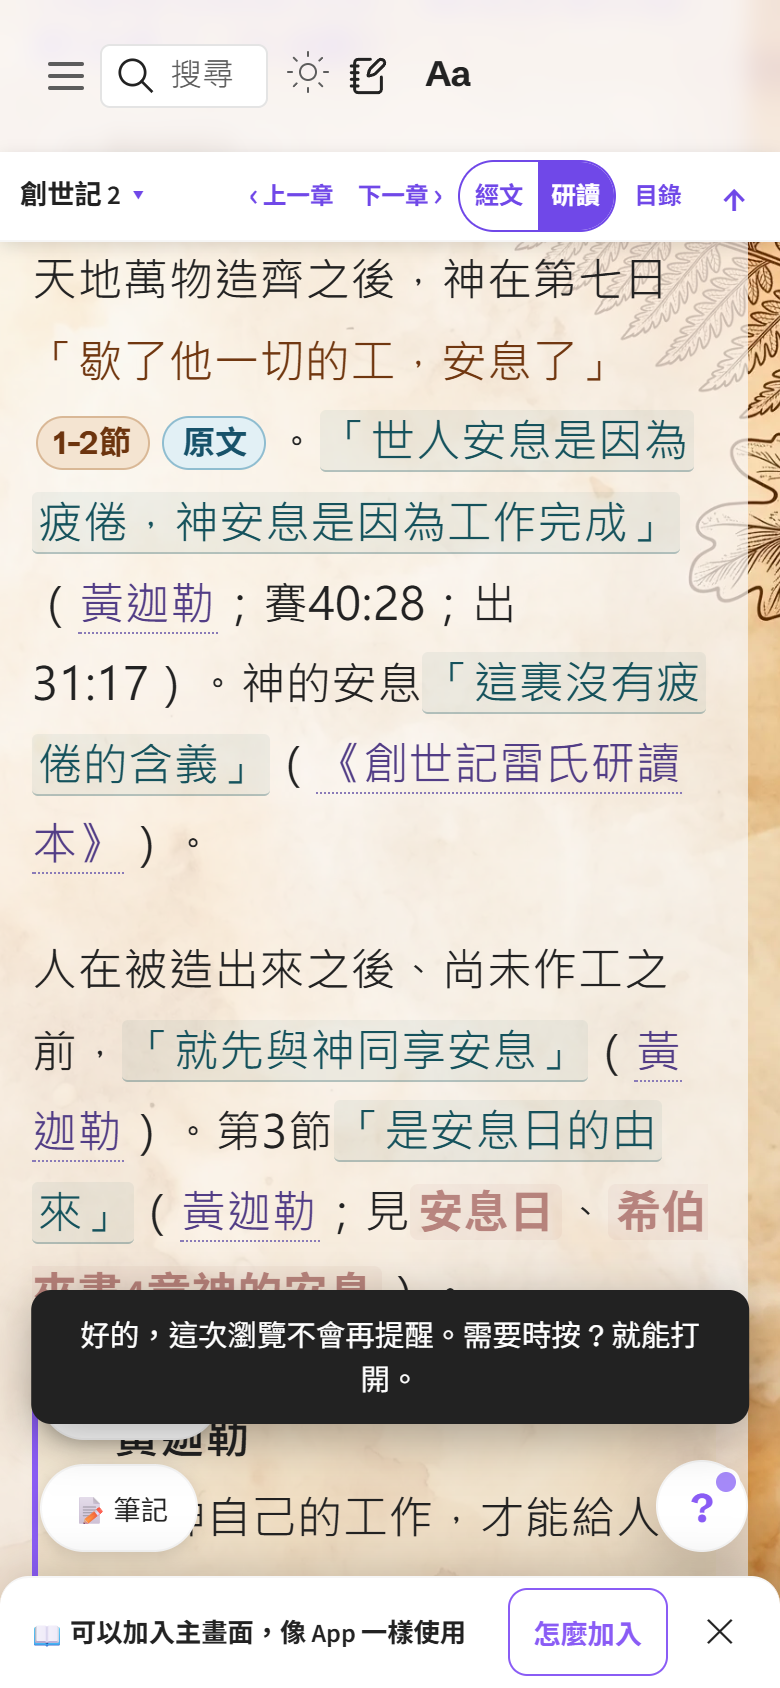 搜尋
Aa
創世記 2 ▼
‹ 上一章
下一章 ›
經文
研讀
目錄
↑
天地萬物造齊之後，神在第七日
「歇了他一切的工，安息了」
1-2節 原文 。「世人安息是因為
疲倦，神安息是因為工作完成」
（黃迦勒；賽40:28；出
31:17）。神的安息「這裏沒有疲
倦的含義」（《創世記雷氏研讀
本》）。
人在被造出來之後、尚未作工之
前，「就先與神同享安息」（黃
迦勒）。第3節「是安息日的由
來」（黃迦勒；見安息日、希伯
來書4章神的安息）。
好的，這次瀏覽不會再提醒。需要時按 ? 就能打
開。
黃迦勒
筆記
自己的工作，才能給人
?
可以加入主畫面，像 App 一樣使用
怎麼加入